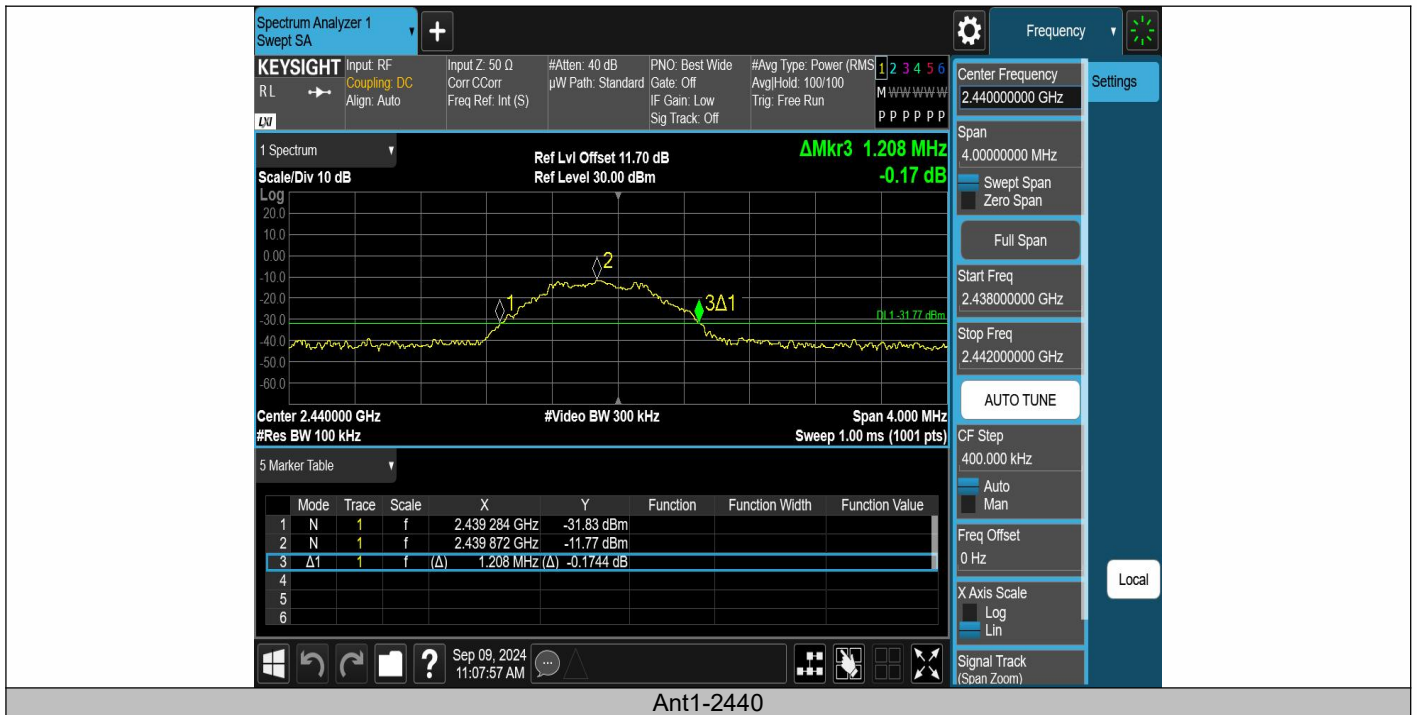 Spectrum Analyzer 1
Swept SA
+
Frequency
KEYSIGHT
RL
LXI
Input: RF
Coupling: DC
Align: Auto
Input Z: 50 Ω
Corr CCorr
Freq Ref: Int (S)
#Atten: 40 dB
µW Path: Standard
PNO: Best Wide
Gate: Off
IF Gain: Low
Sig Track: Off
#Avg Type: Power (RMS
Avg|Hold: 100/100
Trig: Free Run
1 2 3 4 5 6
M W W W W W
P P P P P P
1 Spectrum
Scale/Div 10 dB
Ref Lvl Offset 11.70 dB
Ref Level 30.00 dBm
ΔMkr3 1.208 MHz
-0.17 dB
Log
20.0
10.0
0.00
-10.0
-20.0
-30.0
-40.0
-50.0
-60.0
1
2
3Δ1
DL1 -31.77 dBm
Center 2.440000 GHz
#Video BW 300 kHz
Span 4.000 MHz
#Res BW 100 kHz
Sweep 1.00 ms (1001 pts)
5 Marker Table
Mode Trace Scale X Y Function Function Width Function Value
1 N 1 f 2.439 284 GHz -31.83 dBm
2 N 1 f 2.439 872 GHz -11.77 dBm
3 Δ1 1 f (Δ) 1.208 MHz (Δ) -0.1744 dB
4
5
6
?
Sep 09, 2024
11:07:57 AM
Center Frequency
2.440000000 GHz
Span
4.00000000 MHz
Swept Span
Zero Span
Full Span
Start Freq
2.438000000 GHz
Stop Freq
2.442000000 GHz
AUTO TUNE
CF Step
400.000 kHz
Auto
Man
Freq Offset
0 Hz
X Axis Scale
Log
Lin
Signal Track
(Span Zoom)
Settings
Local
Ant1-2440